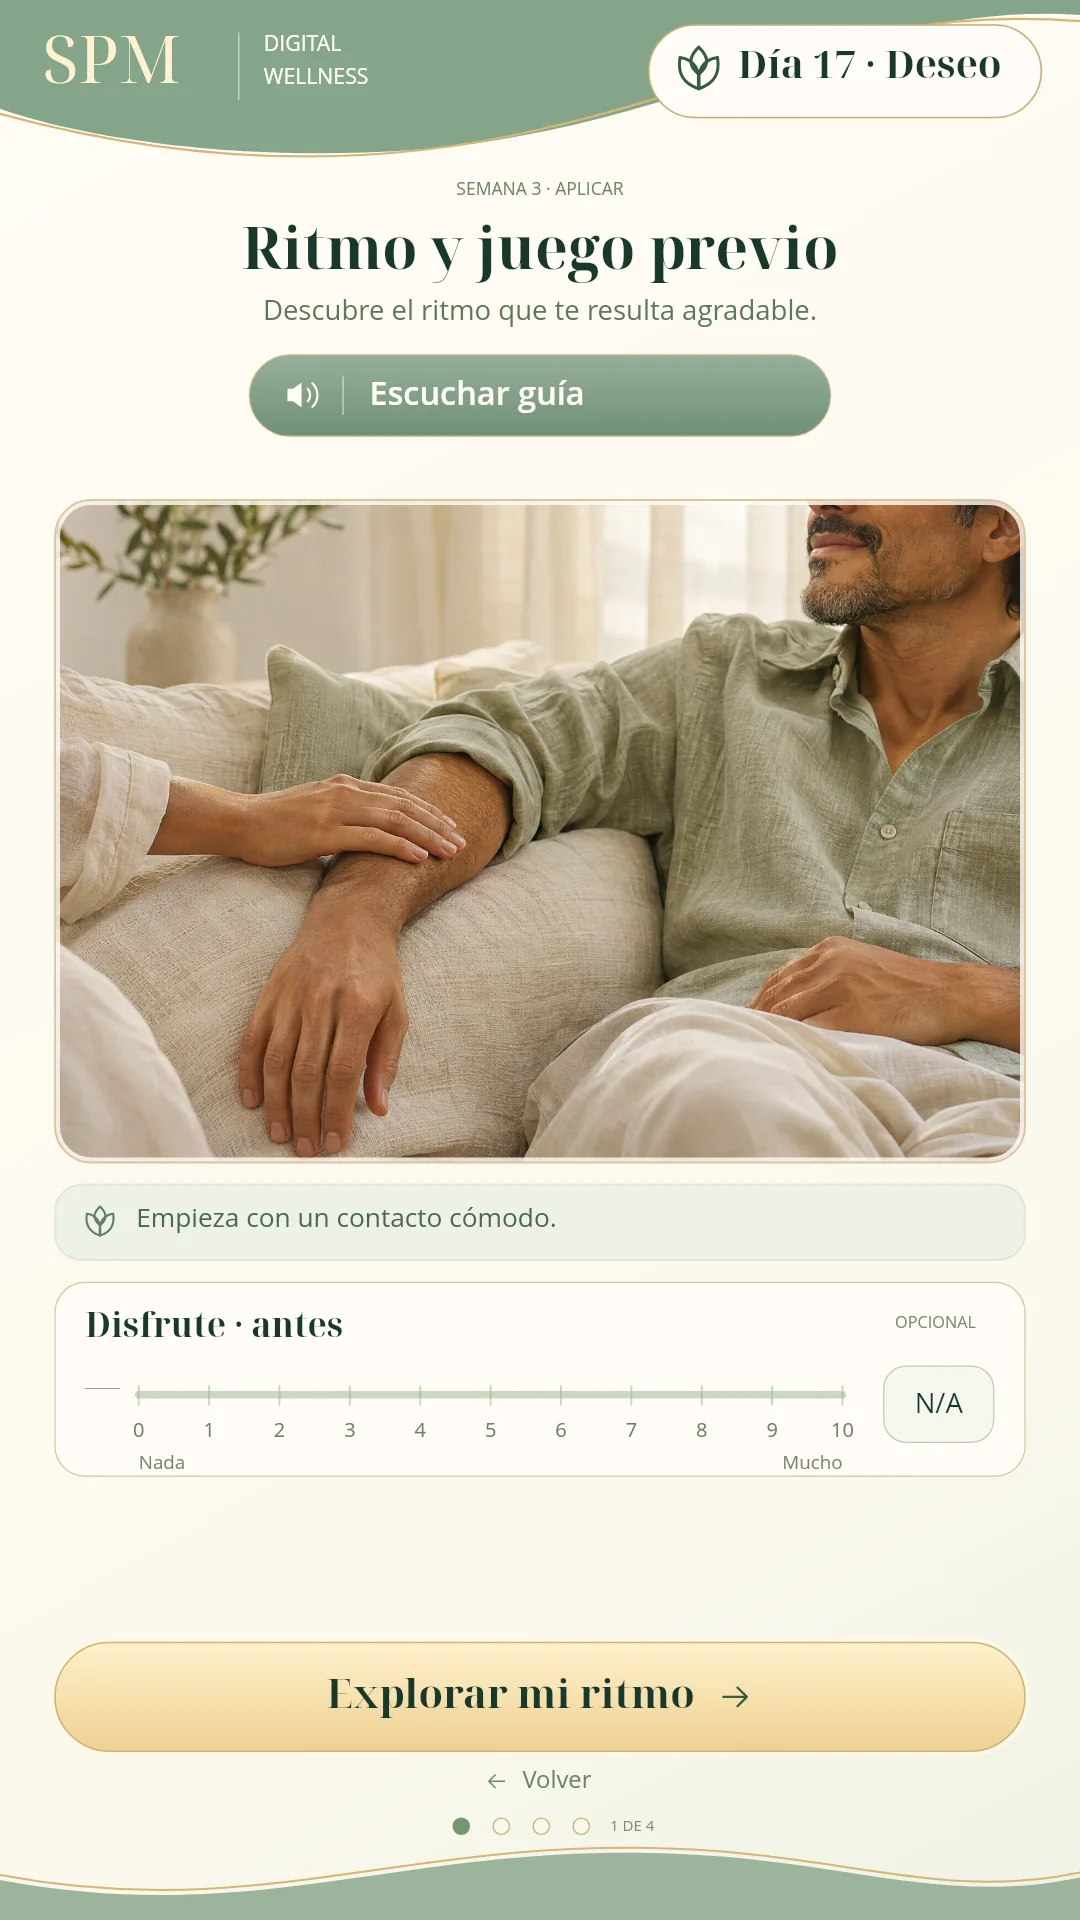 SPM
DIGITAL
WELLNESS
Día 17 · Deseo
SEMANA 3 · APLICAR
Ritmo y juego previo
Descubre el ritmo que te resulta agradable.
Escuchar guía
Empieza con un contacto cómodo.
Disfrute · antes
OPCIONAL
0 1 2 3 4 5 6 7 8 9 10
N/A
Nada Mucho
Explorar mi ritmo →
← Volver
1 DE 4